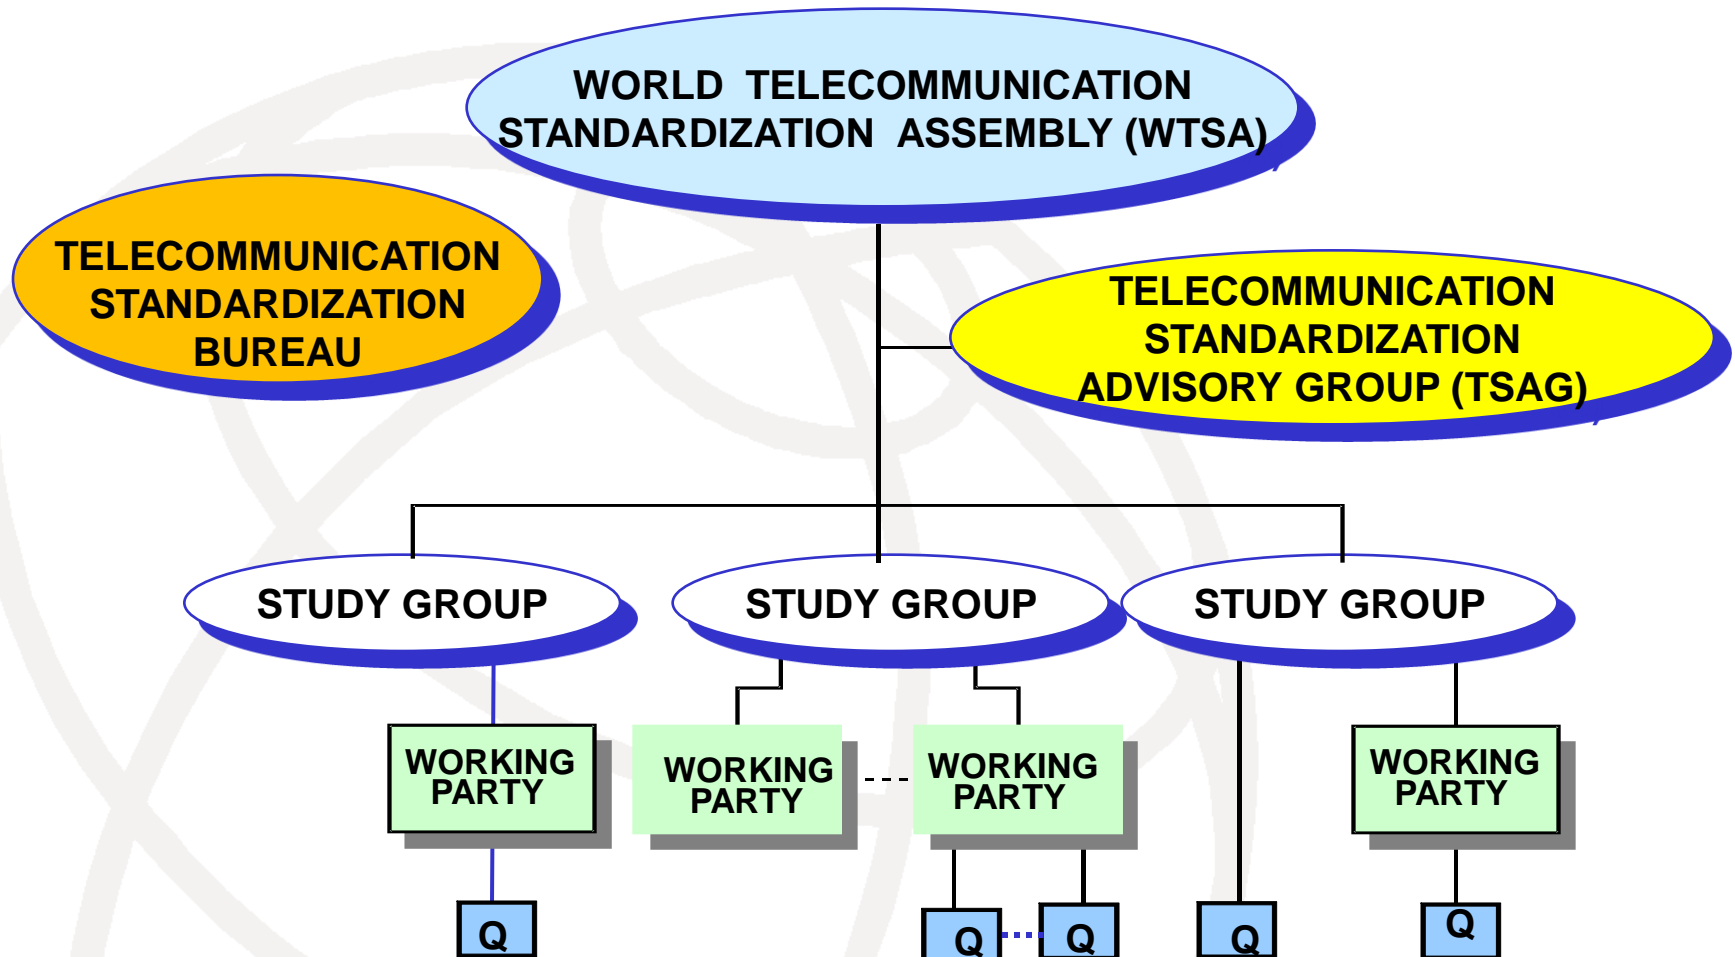 WORLD TELECOMMUNICATION
STANDARDIZATION ASSEMBLY (WTSA)
TELECOMMUNICATION
STANDARDIZATION
BUREAU
TELECOMMUNICATION
STANDARDIZATION
ADVISORY GROUP (TSAG)
STUDY GROUP
STUDY GROUP
STUDY GROUP
WORKING
PARTY
WORKING
PARTY
WORKING
PARTY
WORKING
PARTY
Q
Q
Q
Q
Q